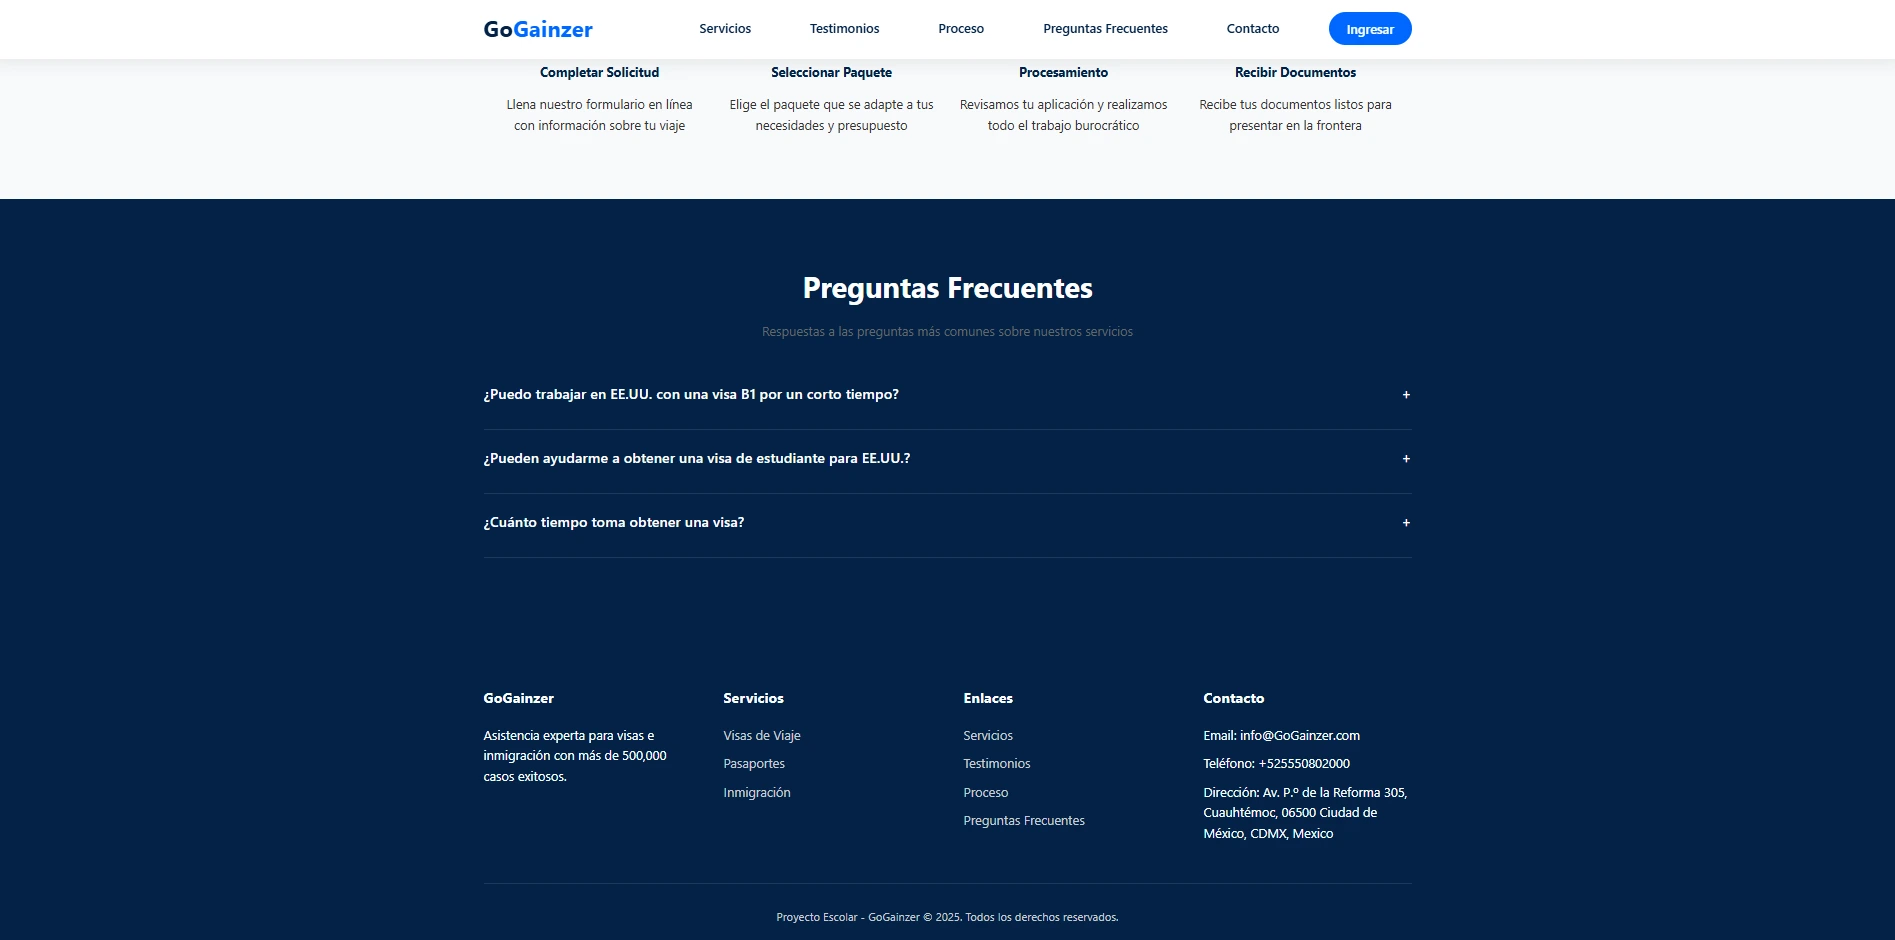 GoGainzer
Servicios
Testimonios
Proceso
Preguntas Frecuentes
Contacto
Ingresar
Completar Solicitud
Llena nuestro formulario en línea
con información sobre tu viaje
Seleccionar Paquete
Elige el paquete que se adapte a tus
necesidades y presupuesto
Procesamiento
Revisamos tu aplicación y realizamos
todo el trabajo burocrático
Recibir Documentos
Recibe tus documentos listos para
presentar en la frontera
Preguntas Frecuentes
Respuestas a las preguntas más comunes sobre nuestros servicios
¿Puedo trabajar en EE.UU. con una visa B1 por un corto tiempo? +
¿Pueden ayudarme a obtener una visa de estudiante para EE.UU.? +
¿Cuánto tiempo toma obtener una visa? +
GoGainzer
Asistencia experta para visas e
inmigración con más de 500,000
casos exitosos.
Servicios
Visas de Viaje
Pasaportes
Inmigración
Enlaces
Servicios
Testimonios
Proceso
Preguntas Frecuentes
Contacto
Email: info@GoGainzer.com
Teléfono: +525550802000
Dirección: Av. P.º de la Reforma 305,
Cuauhtémoc, 06500 Ciudad de
México, CDMX, Mexico
Proyecto Escolar - GoGainzer © 2025. Todos los derechos reservados.